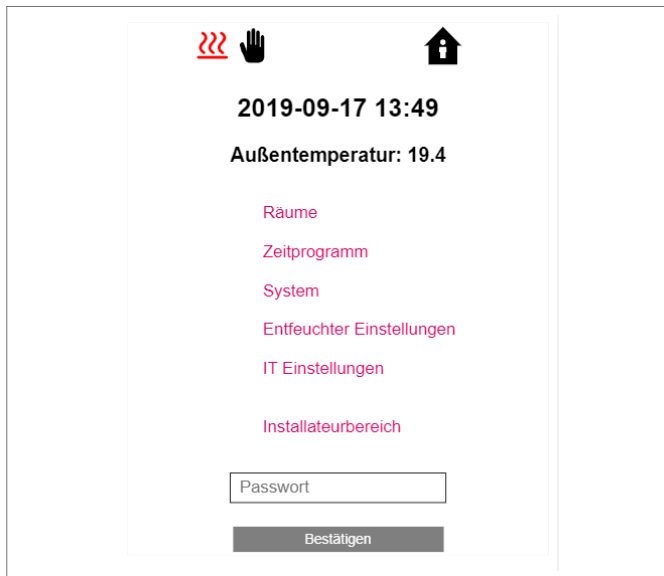 2019-09-17 13:49
Außentemperatur: 19.4
Räume
Zeitprogramm
System
Entfeuchter Einstellungen
IT Einstellungen
Installateurbereich
Passwort
Bestätigen